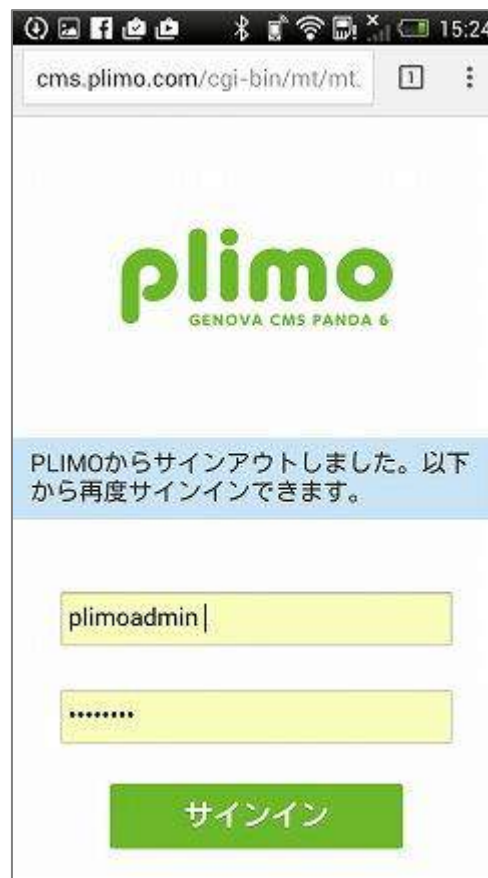 15:24
cms.plimo.com/cgi-bin/mt/mt.
1
plimo
GENOVA CMS PANDA 6
PLIMOからサインアウトしました。以下
から再度サインインできます。
plimoadmin
••••••••
サインイン